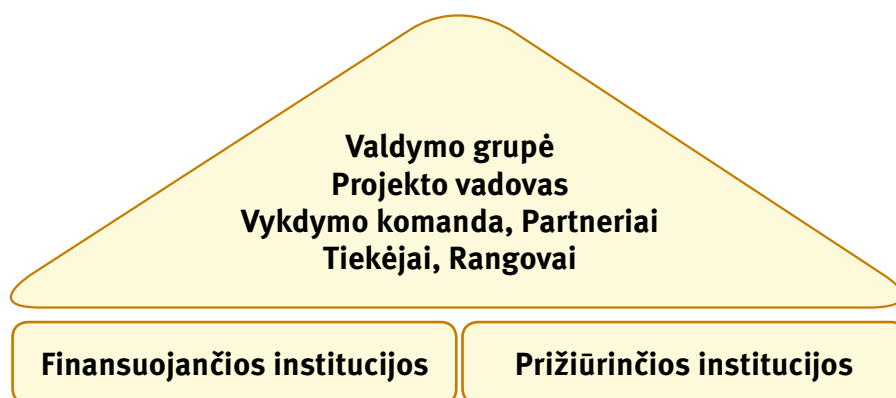 Valdymo grupė
Projekto vadovas
Vykdymo komanda, Partneriai
Tiekėjai, Rangovai
Finansuojančios institucijos
Prižiūrinčios institucijos